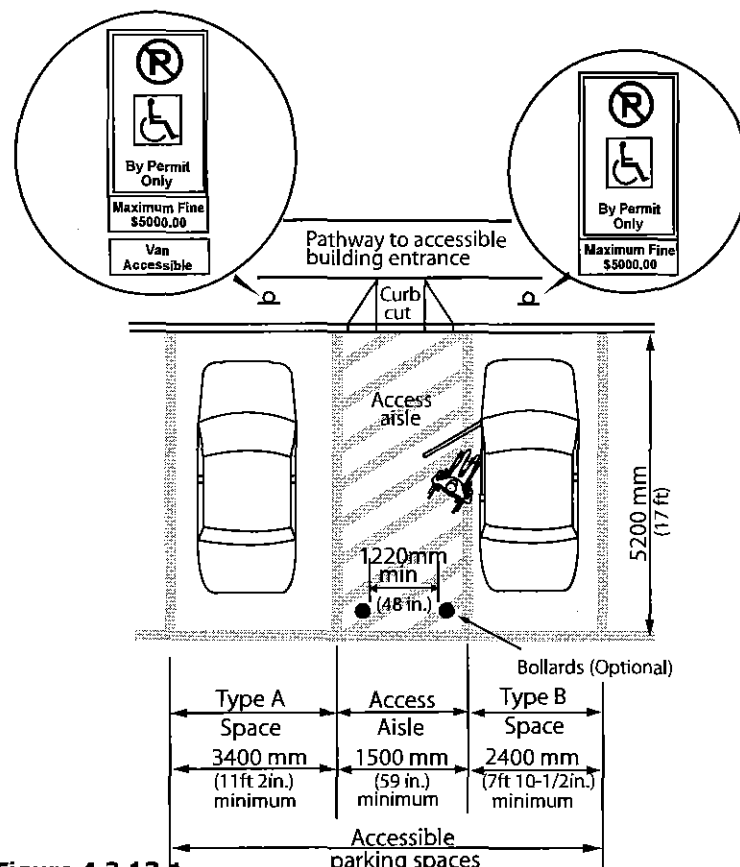 By Permit
Only
Maximum Fine
$5000.00
Van
Accessible
By Permit
Only
Maximum Fine
$5000.00
Pathway to accessible
building entrance
Curb
cut
Access
aisle
5200 mm
(17 ft)
1220mm
min
(48 in.)
Bollards (Optional)
Type A
Space
3400 mm
(11ft 2in.)
minimum
Access
Aisle
1500 mm
(59 in.)
minimum
Type B
Space
2400 mm
(7ft 10-1/2in.)
minimum
Accessible
parking spaces